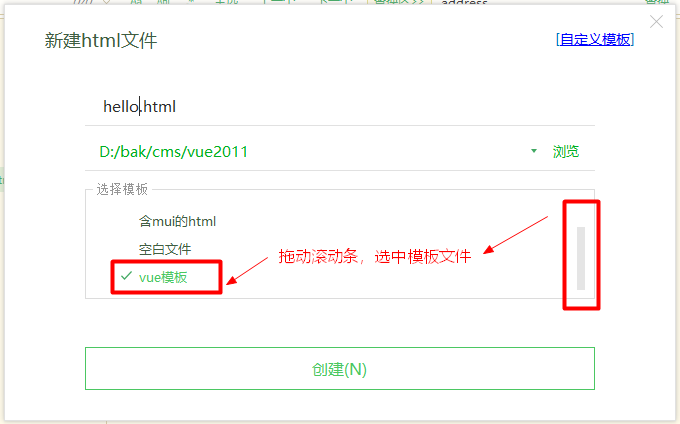 address
新建html文件
[自定义模板]
hello.html
D:/bak/cms/vue2011
浏览
选择模板
含mui的html
空白文件
vue模板
拖动滚动条，选中模板文件
创建(N)